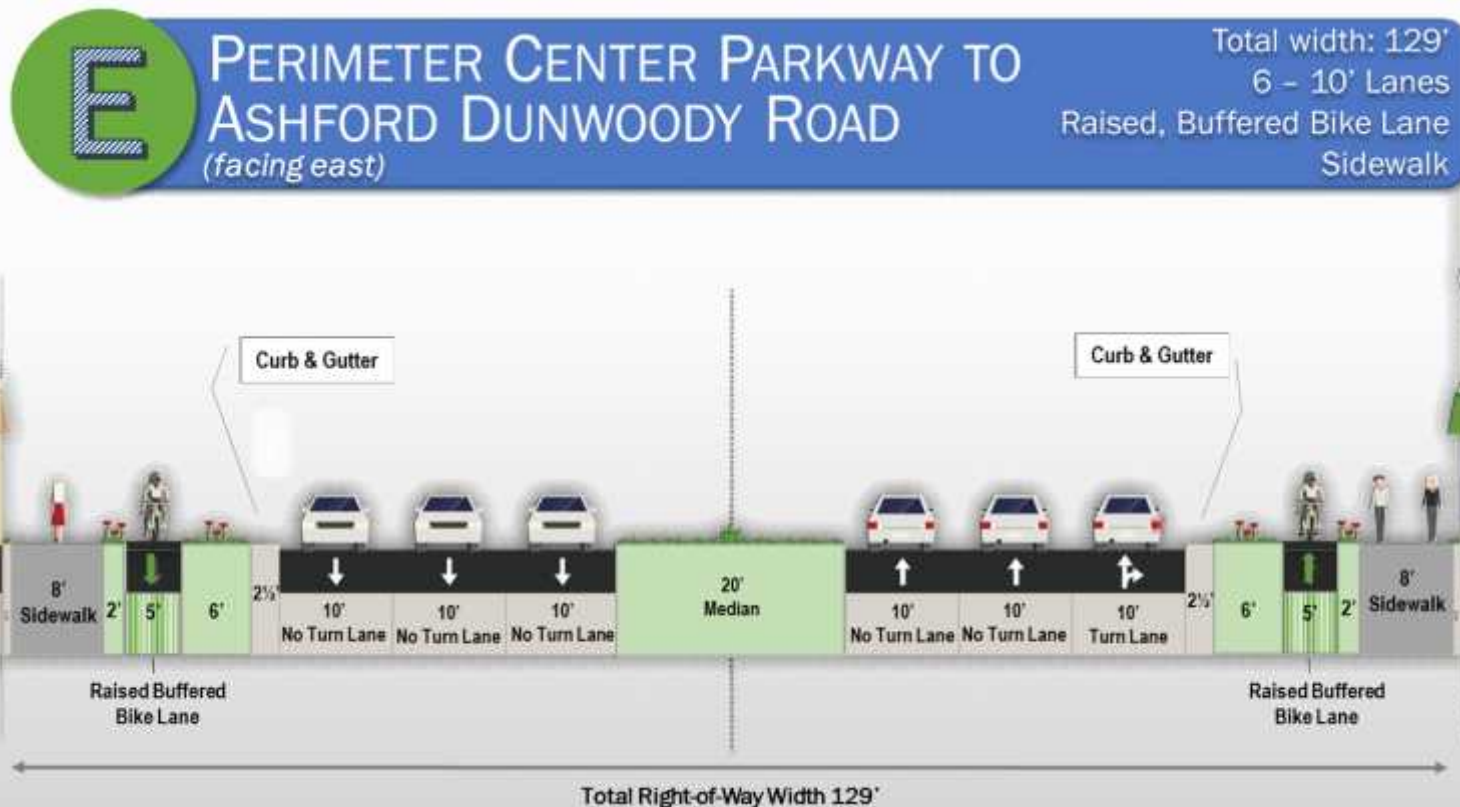 E
PERIMETER CENTER PARKWAY TO
ASHFORD DUNWOODY ROAD
(facing east)
Total width: 129'
6 – 10' Lanes
Raised, Buffered Bike Lane
Sidewalk
Curb & Gutter
Curb & Gutter
8'
Sidewalk
2'
5'
6'
2½'
10'
No Turn Lane
10'
No Turn Lane
10'
No Turn Lane
20'
Median
10'
No Turn Lane
10'
No Turn Lane
10'
Turn Lane
2½'
6'
5'
2'
8'
Sidewalk
Raised Buffered
Bike Lane
Raised Buffered
Bike Lane
Total Right-of-Way Width 129'